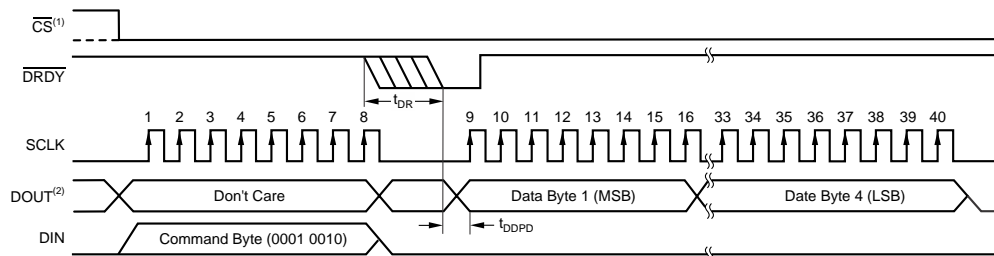 CS(1)
DRDY
tDR
1 2 3 4 5 6 7 8 9 10 11 12 13 14 15 16 33 34 35 36 37 38 39 40
SCLK
DOUT(2) Don't Care Data Byte 1 (MSB) Date Byte 4 (LSB)
tDDPD
DIN Command Byte (0001 0010)